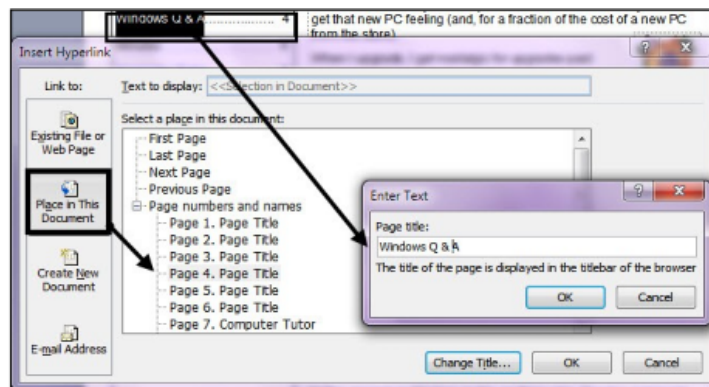 Windows Q & A................ 4
get that new PC feeling (and, for a fraction of the cost of a new PC
from the store).
Insert Hyperlink
Link to:
Text to display: <<Selection in Document>>
Existing File or
Web Page
Place in This
Document
Create New
Document
E-mail Address
Select a place in this document:
First Page
Last Page
Next Page
Previous Page
Page numbers and names
Page 1. Page Title
Page 2. Page Title
Page 3. Page Title
Page 4. Page Title
Page 5. Page Title
Page 6. Page Title
Page 7. Computer Tutor
Enter Text
Page title:
Windows Q & A
The title of the page is displayed in the titlebar of the browser
OK
Cancel
Change Title...
OK
Cancel